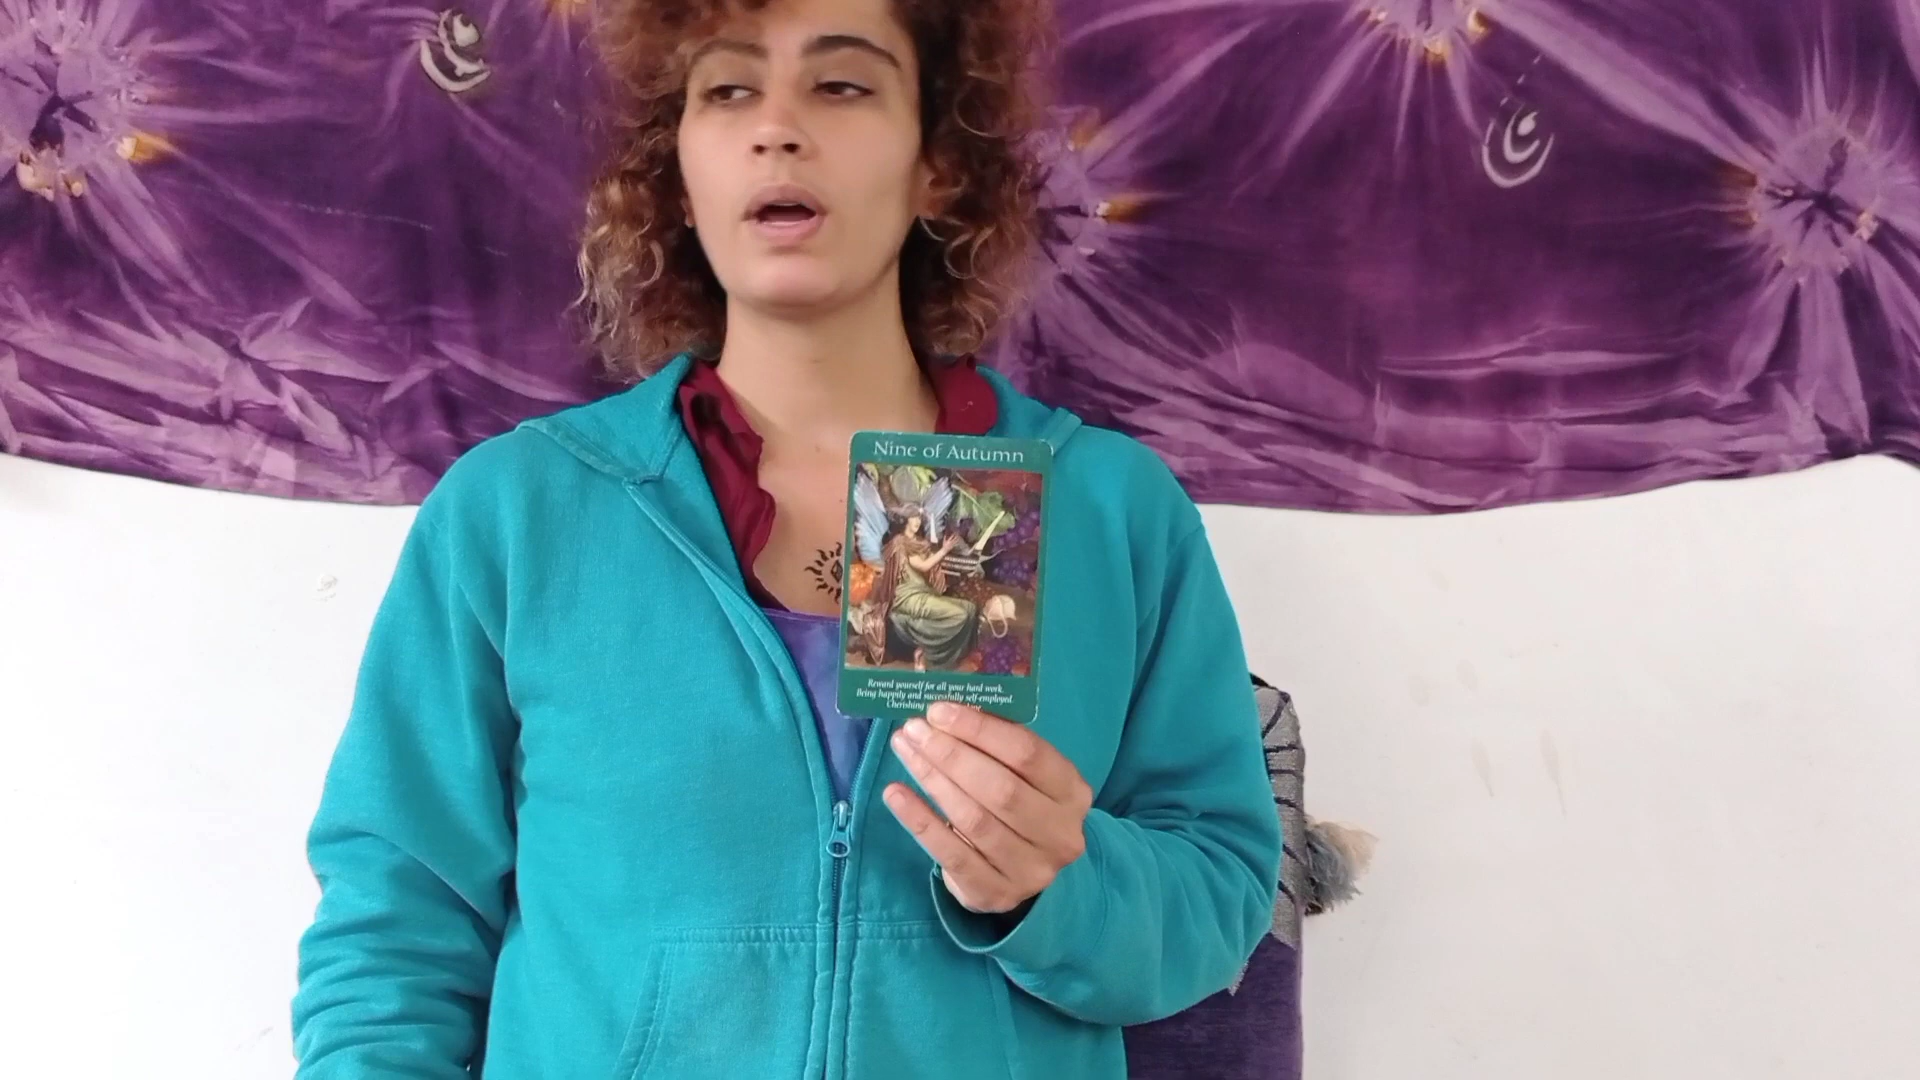 Nine of Autumn
Reward yourself for all your hard work.
Being happily and successfully self-employed.
Cherishing